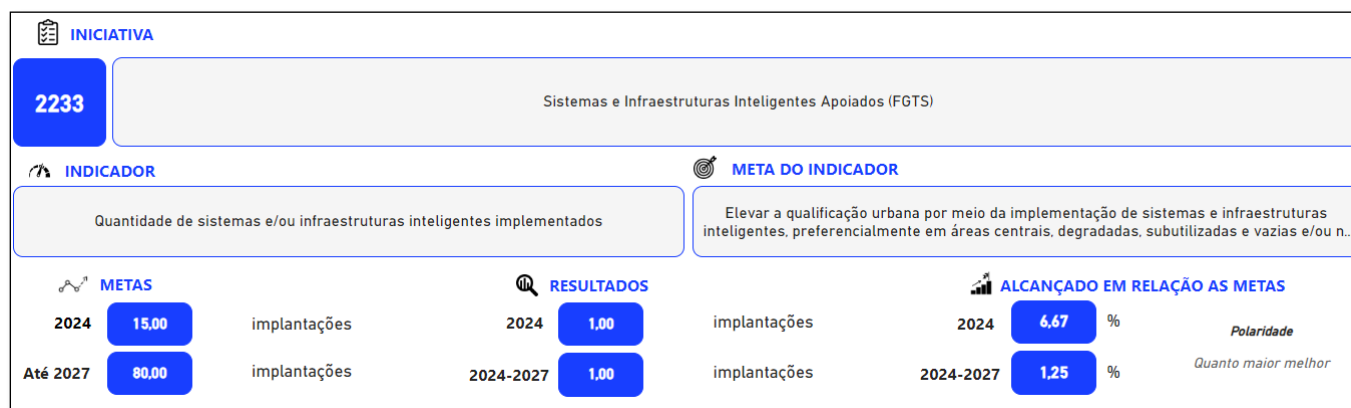 INICIATIVA
2233
Sistemas e Infraestruturas Inteligentes Apoiados (FGTS)
INDICADOR
META DO INDICADOR
Quantidade de sistemas e/ou infraestruturas inteligentes implementados
Elevar a qualificação urbana por meio da implementação de sistemas e infraestruturas
inteligentes, preferencialmente em áreas centrais, degradadas, subutilizadas e vazias e/ou n...
METAS
RESULTADOS
ALCANÇADO EM RELAÇÃO AS METAS
2024 15,00 implantações 2024 1,00 implantações 2024 6,67 % Polaridade
Até 2027 80,00 implantações 2024-2027 1,00 implantações 2024-2027 1,25 % Quanto maior melhor